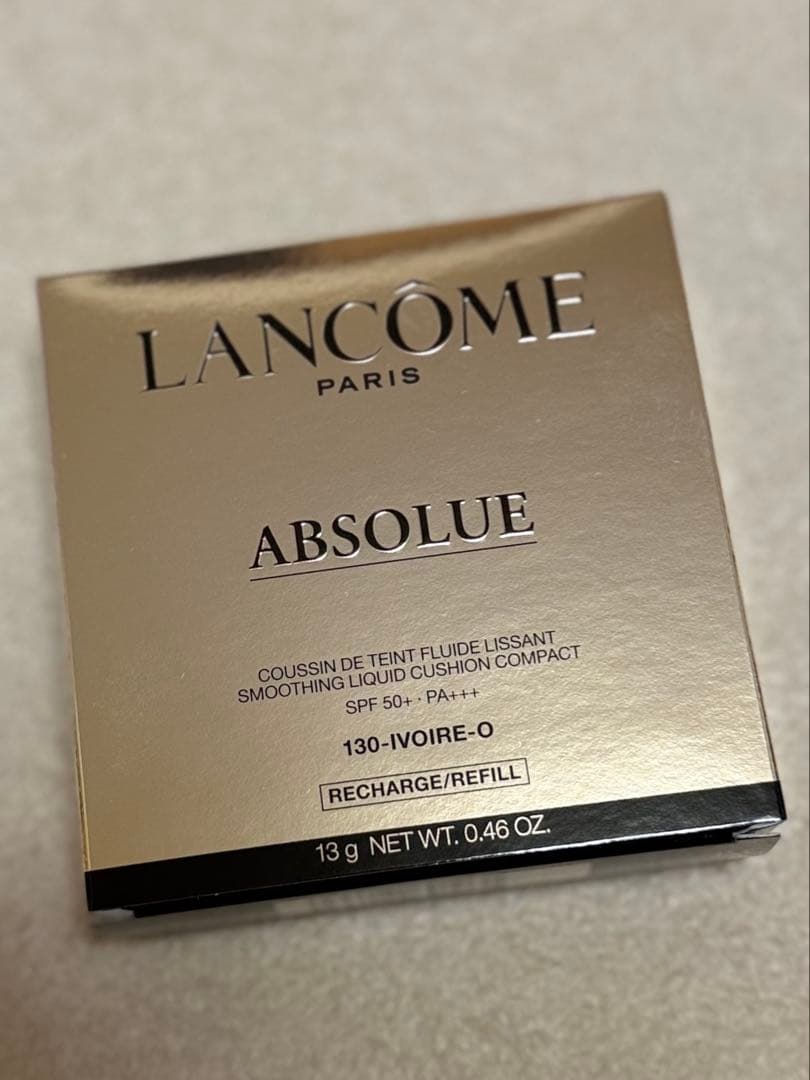 LANCÔME
PARIS
ABSOLUE
COUSSIN DE TEINT FLUIDE LISSANT
SMOOTHING LIQUID CUSHION COMPACT
SPF 50+ · PA+++
130-IVOIRE-O
RECHARGE/REFILL
13 g NET WT. 0.46 OZ.